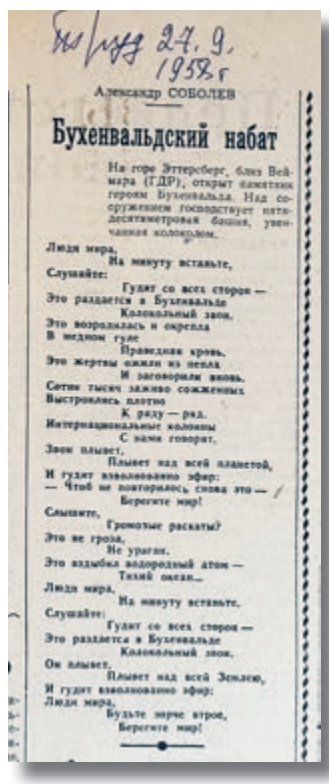 Труд 27.9.
1958 г
Александр СОБОЛЕВ
Бухенвальдский набат
На горе Эттерсберг, близ Вей-
мара (ГДР), открыт памятник
героям Бухенвальда. Над со-
оружением господствует пяти-
десятиметровая башня, увен-
чанная колоколом.
Люди мира,
На минуту встаньте,
Слушайте:
Гудит со всех сторон —
Это раздается в Бухенвальде
Колокольный звон.
Это возродилась и окрепла
В медном гуле
Праведная кровь.
Это жертвы ожили из пепла
И заговорили вновь.
Сотни тысяч заживо сожженных
Выстроились плотно
К ряду — ряд.
Интернациональные колонны
С нами говорят.
Звон плывет,
Плывет над всей планетой,
И гудит взволнованно эфир:
— Чтоб не повторилось снова это —
Берегите мир!
Слышите,
Громовые раскаты?
Это не гроза,
Не ураган.
Это вздыбил водородный атом —
Тихий океан...
Люди мира,
На минуту встаньте,
Слушайте:
Гудит со всех сторон —
Это раздается в Бухенвальде
Колокольный звон.
Он плывет,
Плывет над всей Землею,
И гудит взволнованно эфир:
Люди мира,
Будьте зорче втрое,
Берегите мир!